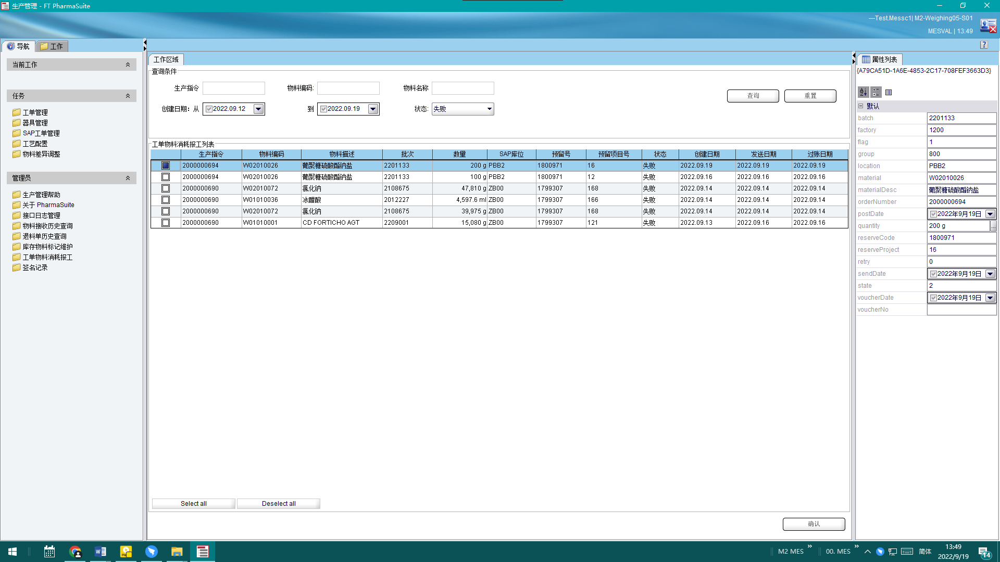 生产管理 - FT PharmaSuite
---Test.Messc1| M2-Weighing05-S01
MESVAL | 13:49
导航
工作
当前工作
任务
工单管理
器具管理
SAP工单管理
工艺配置
物料差异调整
管理员
生产管理帮助
关于 PharmaSuite
接口日志管理
物料接收历史查询
退料单历史查询
库存物料标记维护
工单物料消耗报工
签名记录
工作区域
查询条件
生产指令
物料编码:
物料名称
查询
重置
创建日期: 从 2022.09.12
到 2022.09.19
状态: 失败
工单物料消耗报工列表
生产指令 物料编码 物料描述 批次 数量 SAP库位 预留号 预留项目号 状态 创建日期 发送日期 过账日期
2000000694 W02010026 葡聚糖硫酸酯钠盐 2201133 200 g PBB2 1800971 16 失败 2022.09.19 2022.09.19 2022.09.19
2000000694 W02010026 葡聚糖硫酸酯钠盐 2201133 100 g PBB2 1800971 12 失败 2022.09.16 2022.09.16 2022.09.16
2000000690 W02010072 氯化钠 2108675 47,810 g ZB00 1799307 168 失败 2022.09.14 2022.09.14 2022.09.14
2000000690 W01010036 冰醋酸 2012227 4,597.6 ml ZB00 1799307 166 失败 2022.09.14 2022.09.14 2022.09.14
2000000690 W02010072 氯化钠 2108675 39,975 g ZB00 1799307 168 失败 2022.09.14 2022.09.14 2022.09.14
2000000690 W01010001 CD FORTICHO AGT 2209001 15,080 g ZB00 1799307 121 失败 2022.09.13 2022.09.16 2022.09.16
Select all
Deselect all
确认
属性列表
{A79CA51D-1A6E-4853-2C17-708FEF3663D3}
默认
batch 2201133
factory 1200
flag 1
group 800
location PBB2
material W02010026
materialDesc 葡聚糖硫酸酯钠盐
orderNumber 2000000694
postDate 2022年9月19日
quantity 200 g ...
reserveCode 1800971
reserveProject 16
retry 0
sendDate 2022年9月19日
state 2
voucherDate 2022年9月19日
voucherNo
M2 MES
00. MES
简体
13:49
2022/9/19
14